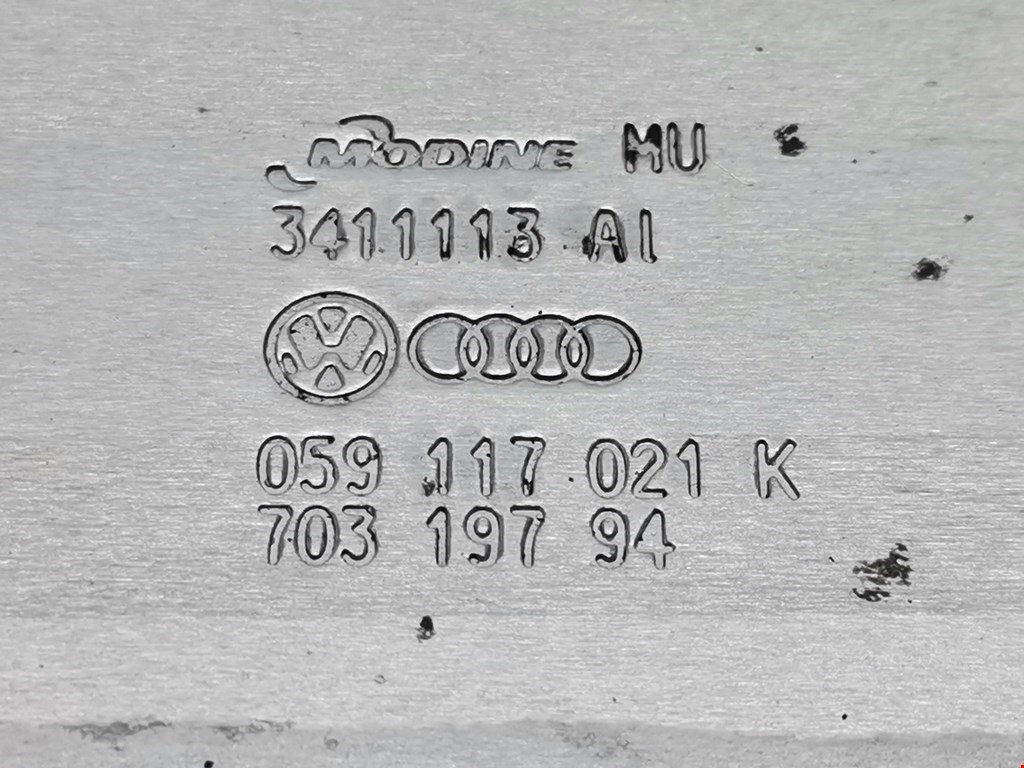 MODINE MU
3411113 AI
059 117 021 K
703 197 94